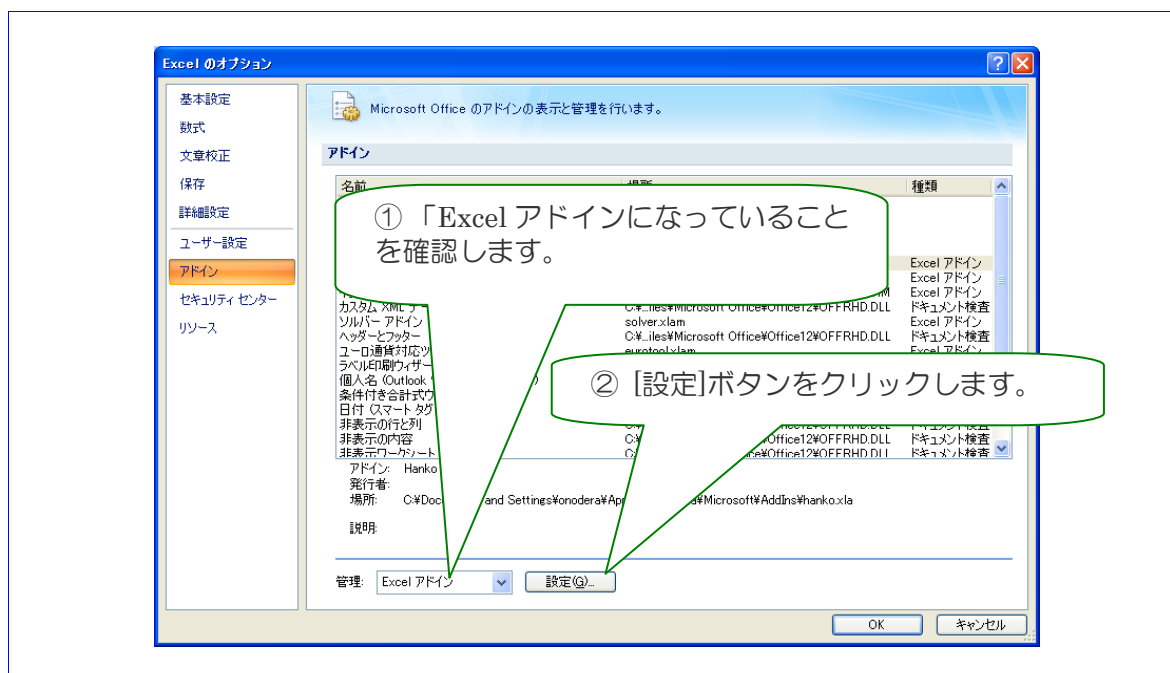 Excel のオプション
基本設定
数式
文章校正
保存
詳細設定
ユーザー設定
アドイン
セキュリティ センター
リソース
Microsoft Office のアドインの表示と管理を行います。
アドイン
名前 種類
① 「Excel アドインになっていること
を確認します。
Excel アドイン
Excel アドイン
Excel アドイン
カスタム XML デー C:¥...iles¥Microsoft Office¥Office12¥OFFRHD.DLL ドキュメント検査
ソルバー アドイン solver.xlam Excel アドイン
ヘッダーとフッター C:¥...iles¥Microsoft Office¥Office12¥OFFRHD.DLL ドキュメント検査
ユーロ通貨対応ツ eurotool.xlam Excel アドイン
ラベル印刷ウィザー
個人名 (Outlook
条件付き合計式ウ
日付 (スマート タグ
② [設定]ボタンをクリックします。
非表示の行と列 ドキュメント検査
非表示の内容 Office12¥OFFRHD.DLL ドキュメント検査
非表示ワークシート ce¥Office12¥OFFRHD.DLL ドキュメント検査
アドイン: Hanko
発行者:
場所: C:¥Doc and Settings¥onodera¥Ap ¥Microsoft¥AddIns¥hanko.xla
説明:
管理: Excel アドイン 設定(G)...
OK キャンセル